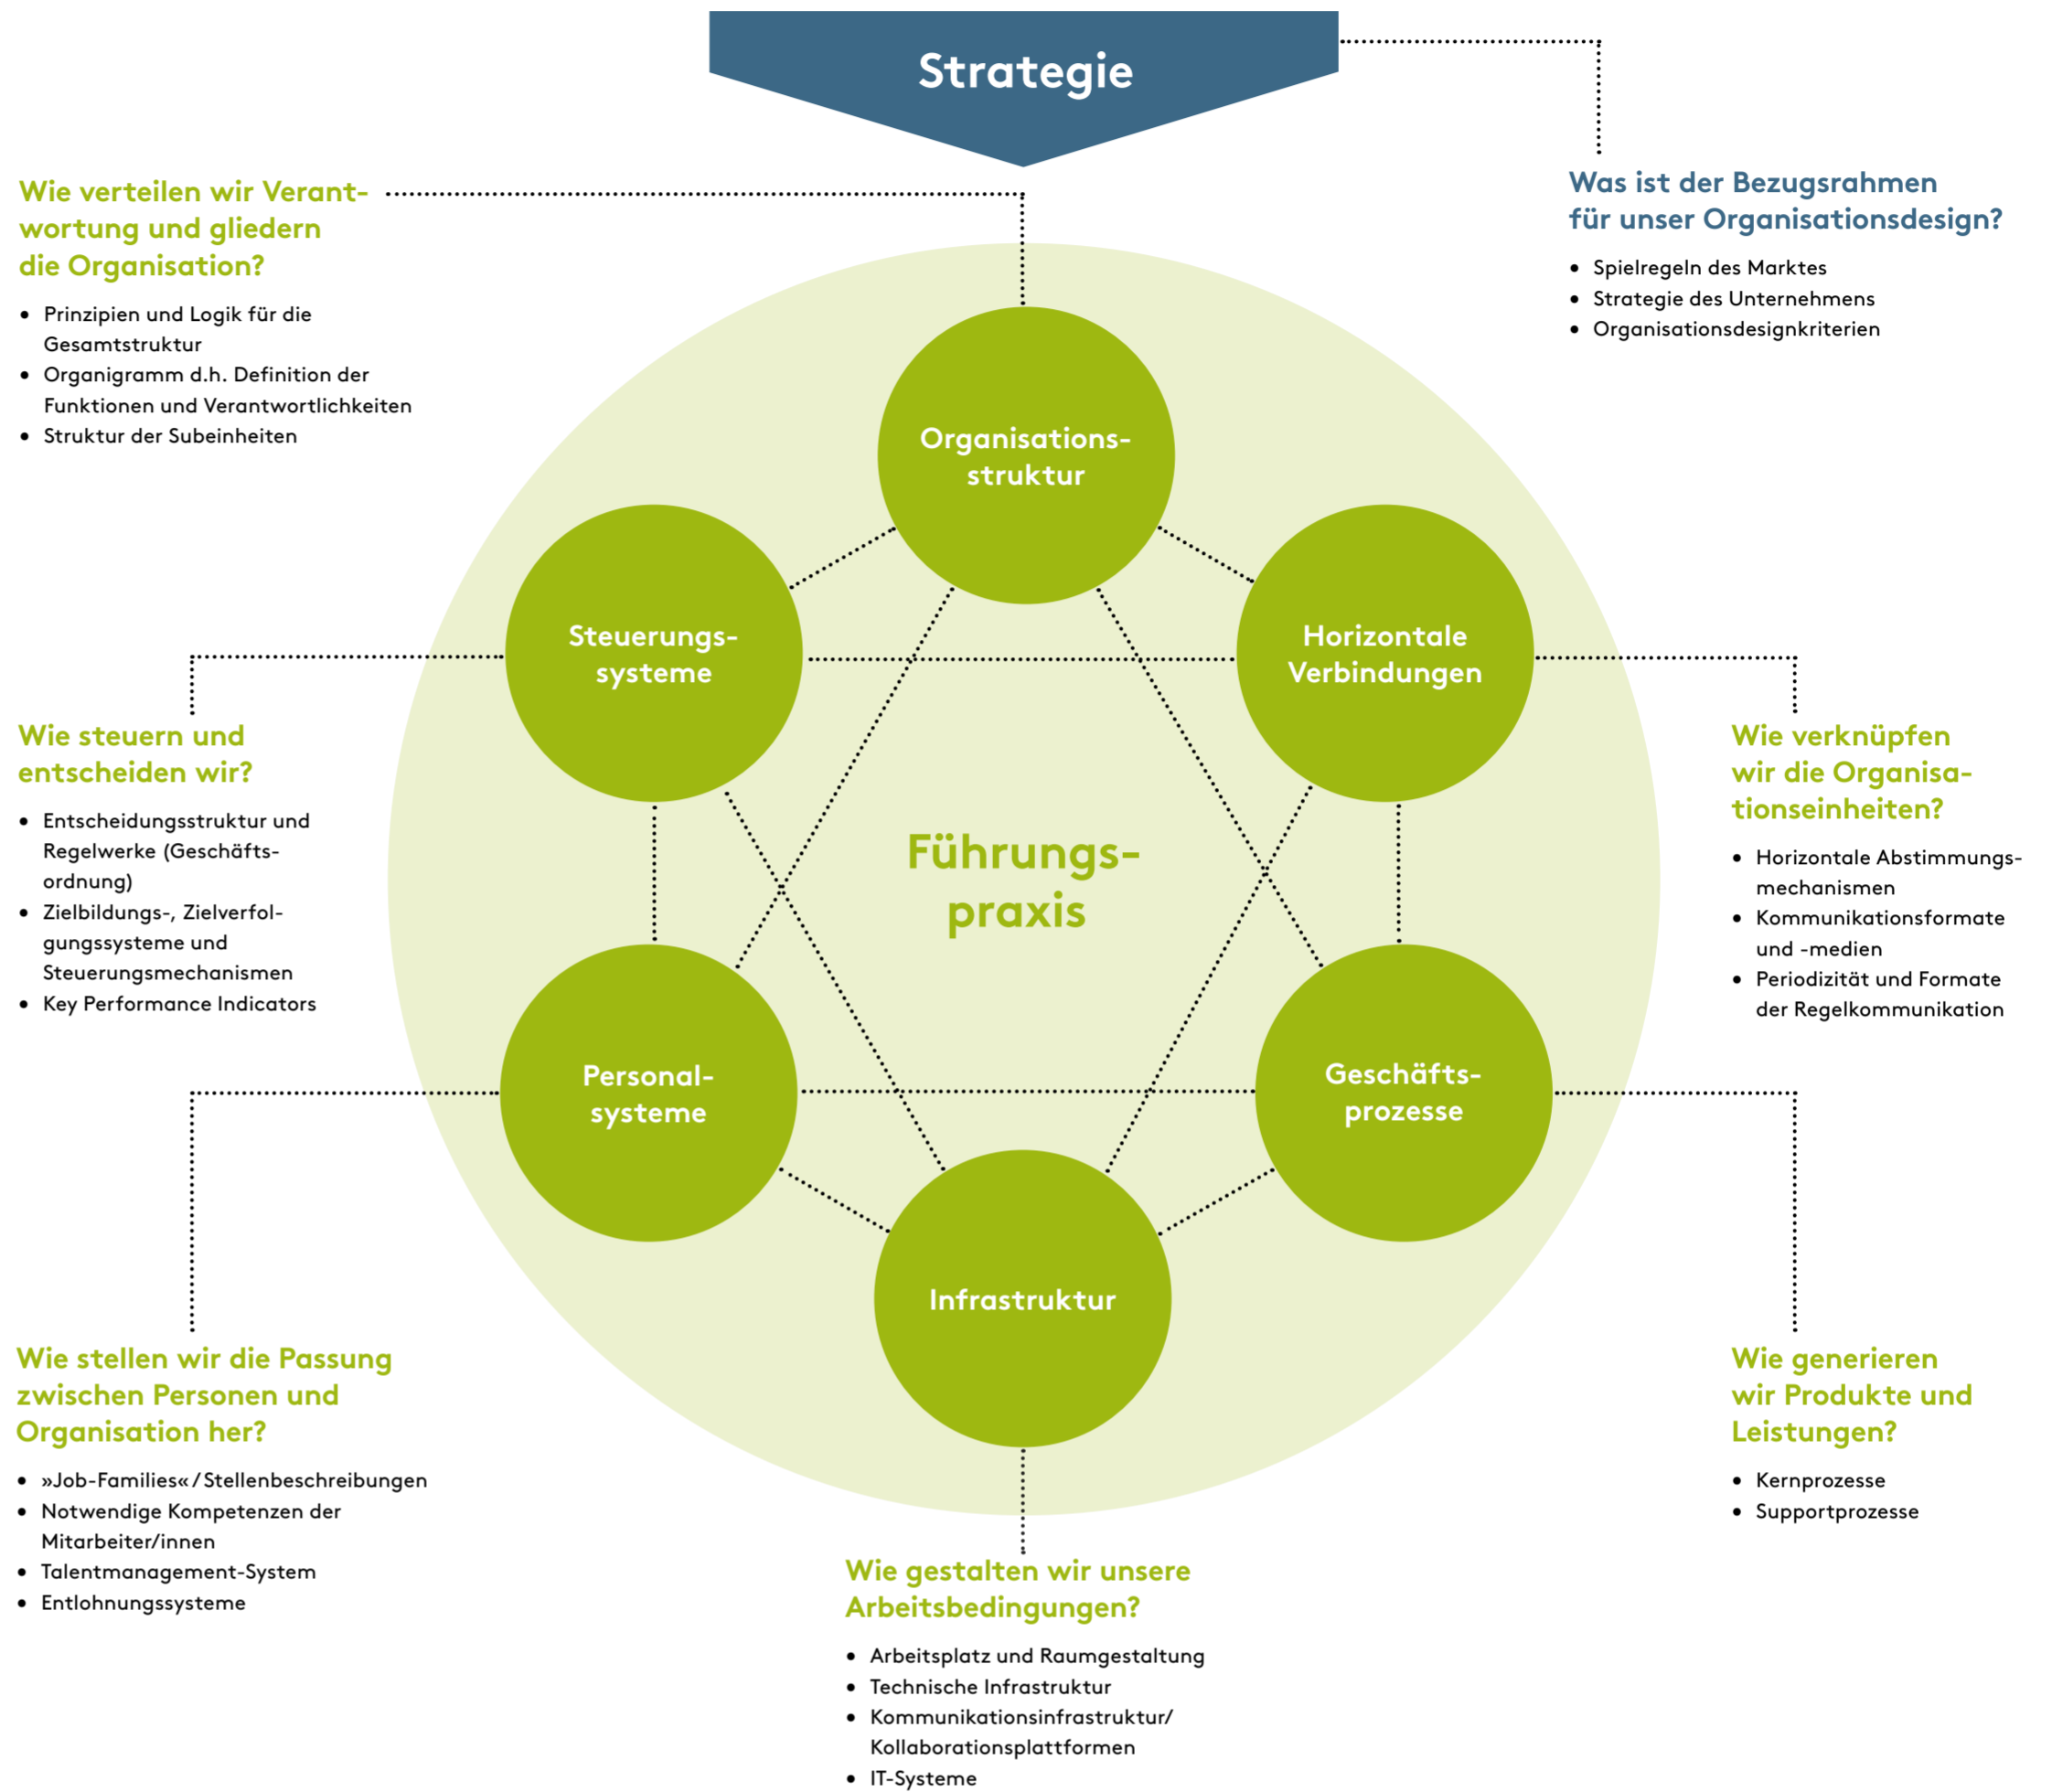 Strategie
Wie verteilen wir Verant-
wortung und gliedern
die Organisation?
• Prinzipien und Logik für die
Gesamtstruktur
• Organigramm d.h. Definition der
Funktionen und Verantwortlichkeiten
• Struktur der Subeinheiten
Was ist der Bezugsrahmen
für unser Organisationsdesign?
• Spielregeln des Marktes
• Strategie des Unternehmens
• Organisationsdesignkriterien
Organisations-
struktur
Steuerungs-
systeme
Horizontale
Verbindungen
Führungs-
praxis
Personal-
systeme
Geschäfts-
prozesse
Infrastruktur
Wie steuern und
entscheiden wir?
• Entscheidungsstruktur und
Regelwerke (Geschäfts-
ordnung)
• Zielbildungs-, Zielverfol-
gungssysteme und
Steuerungsmechanismen
• Key Performance Indicators
Wie verknüpfen
wir die Organisa-
tionseinheiten?
• Horizontale Abstimmungs-
mechanismen
• Kommunikationsformate
und -medien
• Periodizität und Formate
der Regelkommunikation
Wie stellen wir die Passung
zwischen Personen und
Organisation her?
• »Job-Families« / Stellenbeschreibungen
• Notwendige Kompetenzen der
Mitarbeiter/innen
• Talentmanagement-System
• Entlohnungssysteme
Wie generieren
wir Produkte und
Leistungen?
• Kernprozesse
• Supportprozesse
Wie gestalten wir unsere
Arbeitsbedingungen?
• Arbeitsplatz und Raumgestaltung
• Technische Infrastruktur
• Kommunikationsinfrastruktur/
Kollaborationsplattformen
• IT-Systeme